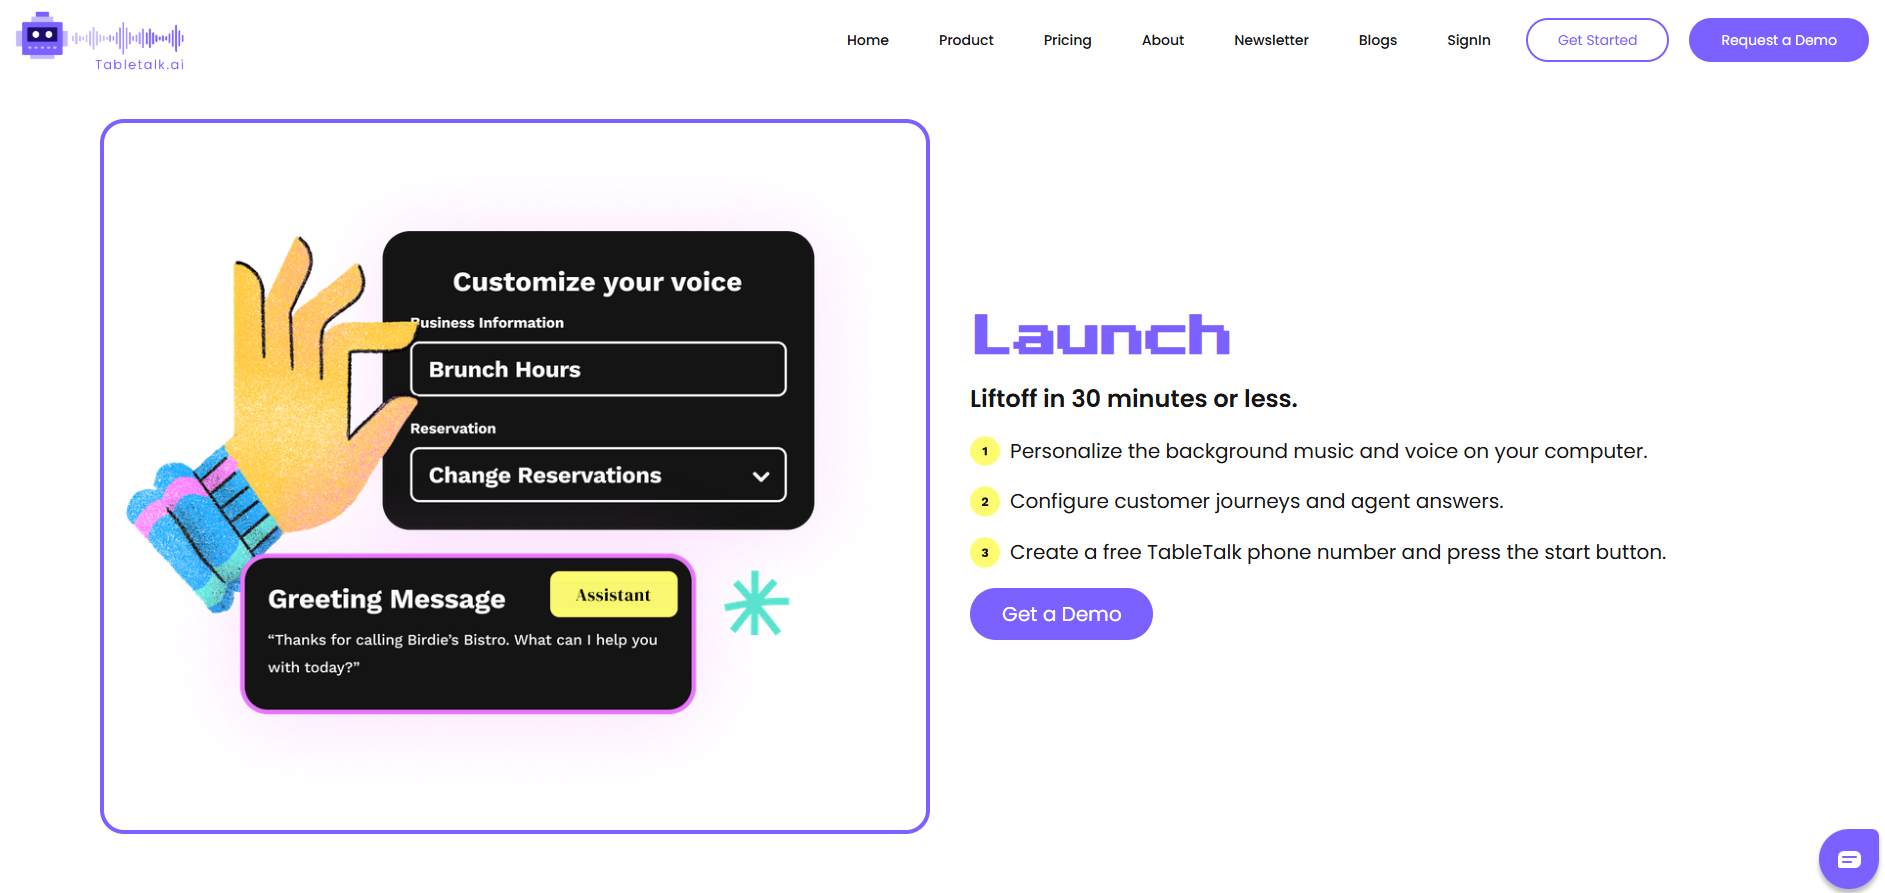 Tabletalk.ai
Home
Product
Pricing
About
Newsletter
Blogs
SignIn
Get Started
Request a Demo
Customize your voice
Business Information
Brunch Hours
Reservation
Change Reservations
Greeting Message
Assistant
“Thanks for calling Birdie’s Bistro. What can I help you
with today?”
Launch
Liftoff in 30 minutes or less.
1 Personalize the background music and voice on your computer.
2 Configure customer journeys and agent answers.
3 Create a free TableTalk phone number and press the start button.
Get a Demo